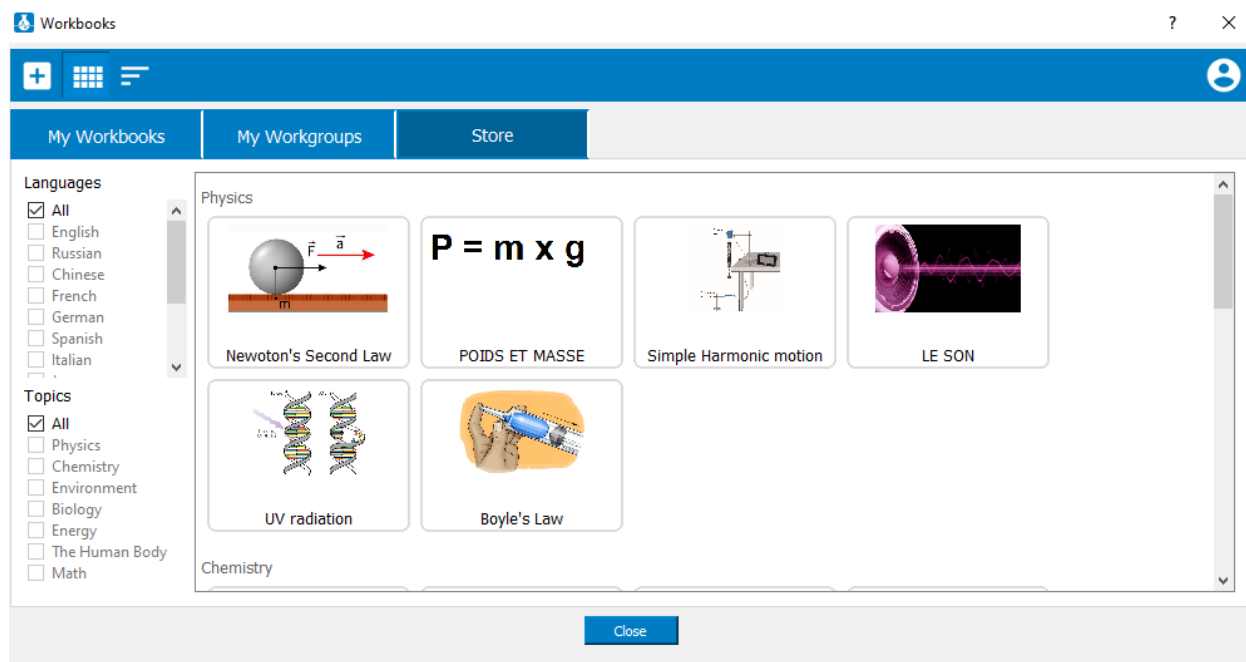 Workbooks
?
My Workbooks
My Workgroups
Store
Languages
All
English
Russian
Chinese
French
German
Spanish
Italian
Topics
All
Physics
Chemistry
Environment
Biology
Energy
The Human Body
Math
Physics
F a
m
Newoton's Second Law
P = m x g
POIDS ET MASSE
Simple Harmonic motion
LE SON
UV radiation
Boyle's Law
Chemistry
Close